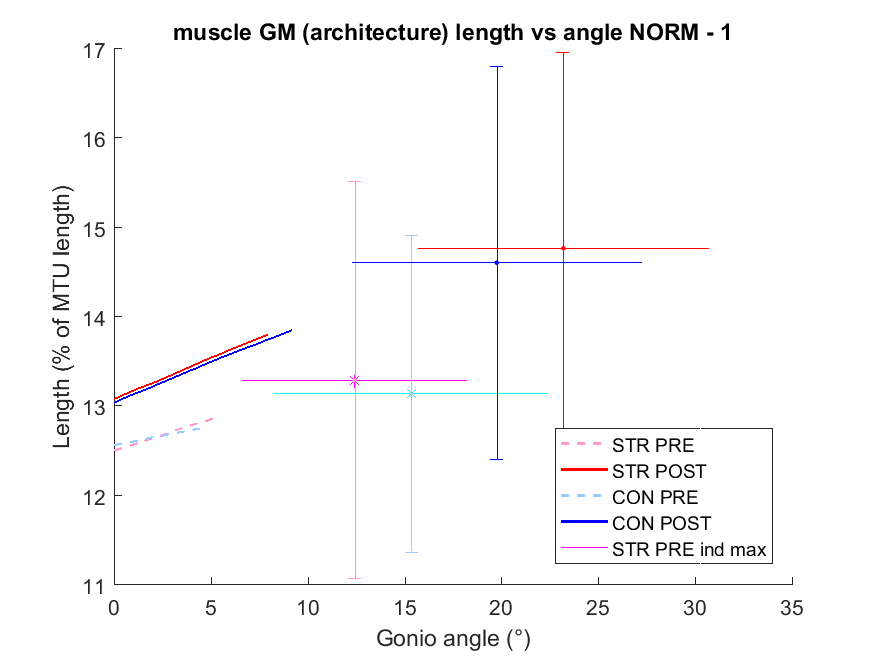 muscle GM (architecture) length vs angle NORM - 1
17
16
15
14
13
12
11
Length (% of MTU length)
0 5 10 15 20 25 30 35
Gonio angle (°)
STR PRE
STR POST
CON PRE
CON POST
STR PRE ind max